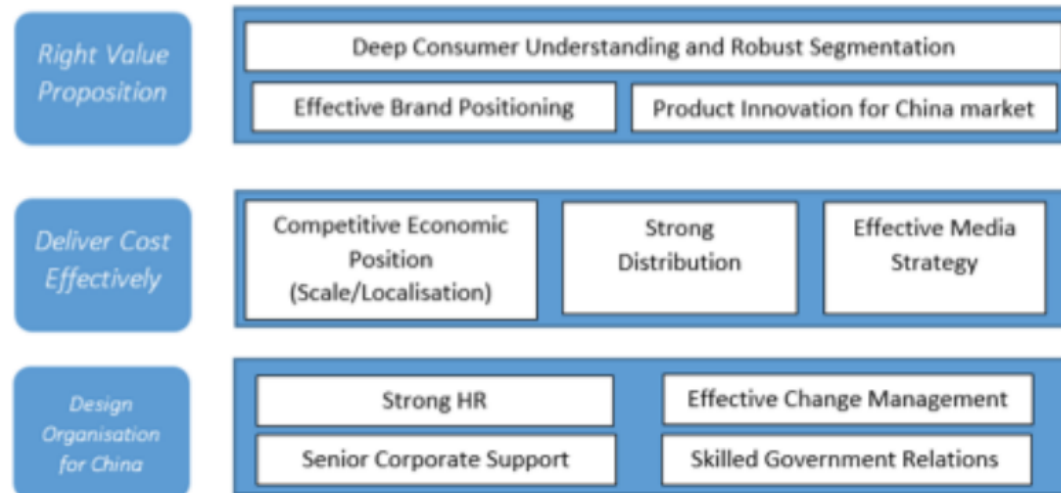 Right Value
Proposition
Deep Consumer Understanding and Robust Segmentation
Effective Brand Positioning
Product Innovation for China market
Deliver Cost
Effectively
Competitive Economic
Position
(Scale/Localisation)
Strong
Distribution
Effective Media
Strategy
Design
Organisation
for China
Strong HR
Effective Change Management
Senior Corporate Support
Skilled Government Relations